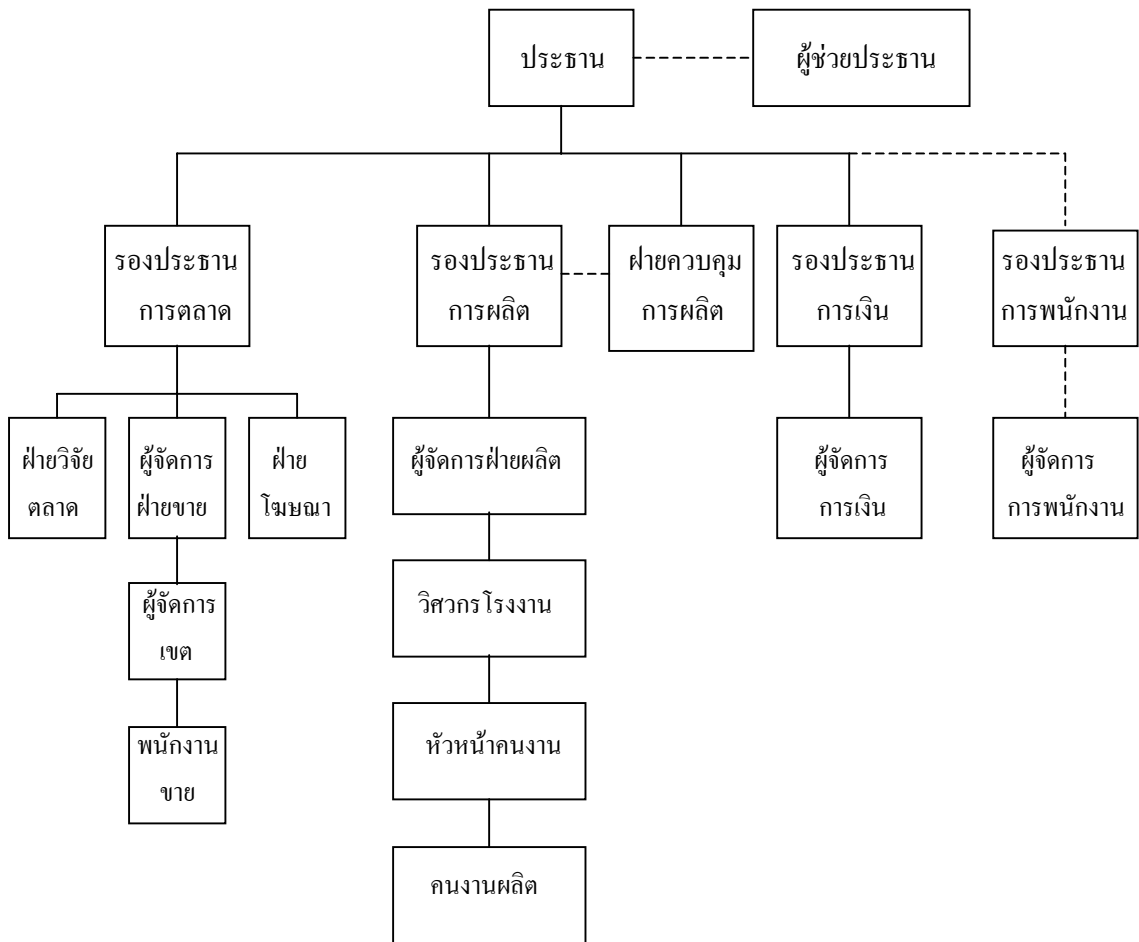 ประธาน
ผู้ช่วยประธาน
รองประธาน
การตลาด
รองประธาน
การผลิต
ฝายควบคุม
การผลิต
รองประธาน
การเงิน
รองประธาน
การพนักงาน
ฝ่ายวิจัย
ตลาด
ผู้จัดการ
ฝ่ายขาย
ฝ่าย
โฆษณา
ผู้จัดการฝ่ายผลิต
ผู้จัดการ
การเงิน
ผู้จัดการ
การพนักงาน
ผู้จัดการ
เขต
วิศวกรโรงงาน
พนักงาน
ขาย
หัวหน้าคนงาน
คนงานผลิต